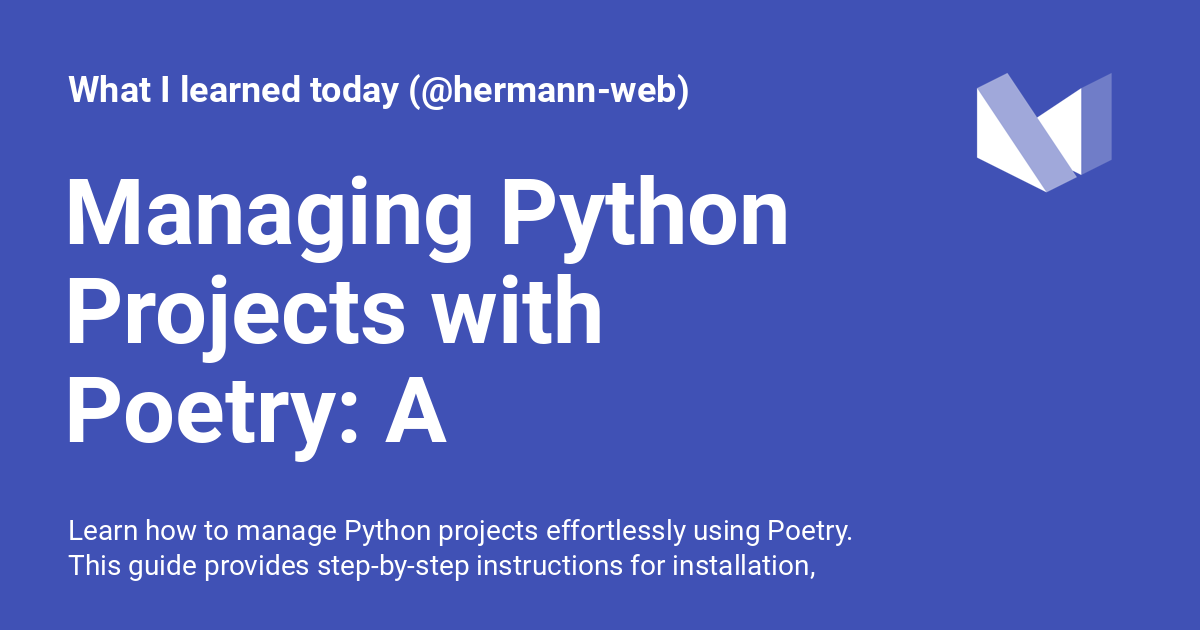 What I learned today (@hermann-web)
Managing Python
Projects with
Poetry: A
Learn how to manage Python projects effortlessly using Poetry.
This guide provides step-by-step instructions for installation,